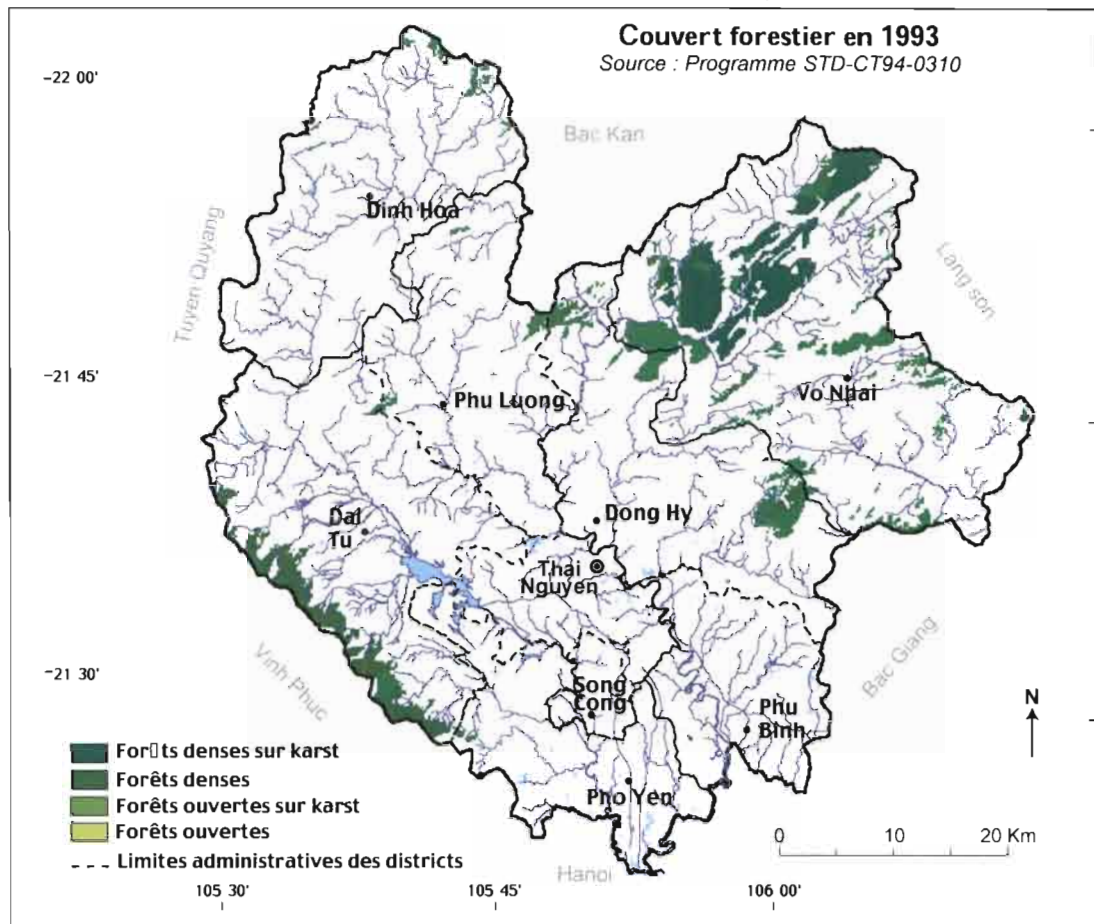 Couvert forestier en 1993
Source : Programme STD-CT94-0310
22 00'
Bac Kan
Dinh Hoa
Tuyen Quyang
Lang son
21 45'
Phu Luong
Vo Nhai
Dai
Tu
Dong Hy
Thai
Nguyen
21 30'
Vinh Phuc
Bac Giang
Song
Cong
Phu
Binh
N
For▯ts denses sur karst
Forêts denses
Forêts ouvertes sur karst
Forêts ouvertes
Limites administratives des districts
Pho Yen
0 10 20 Km
Hanoi
105 30' 105 45' 106 00'